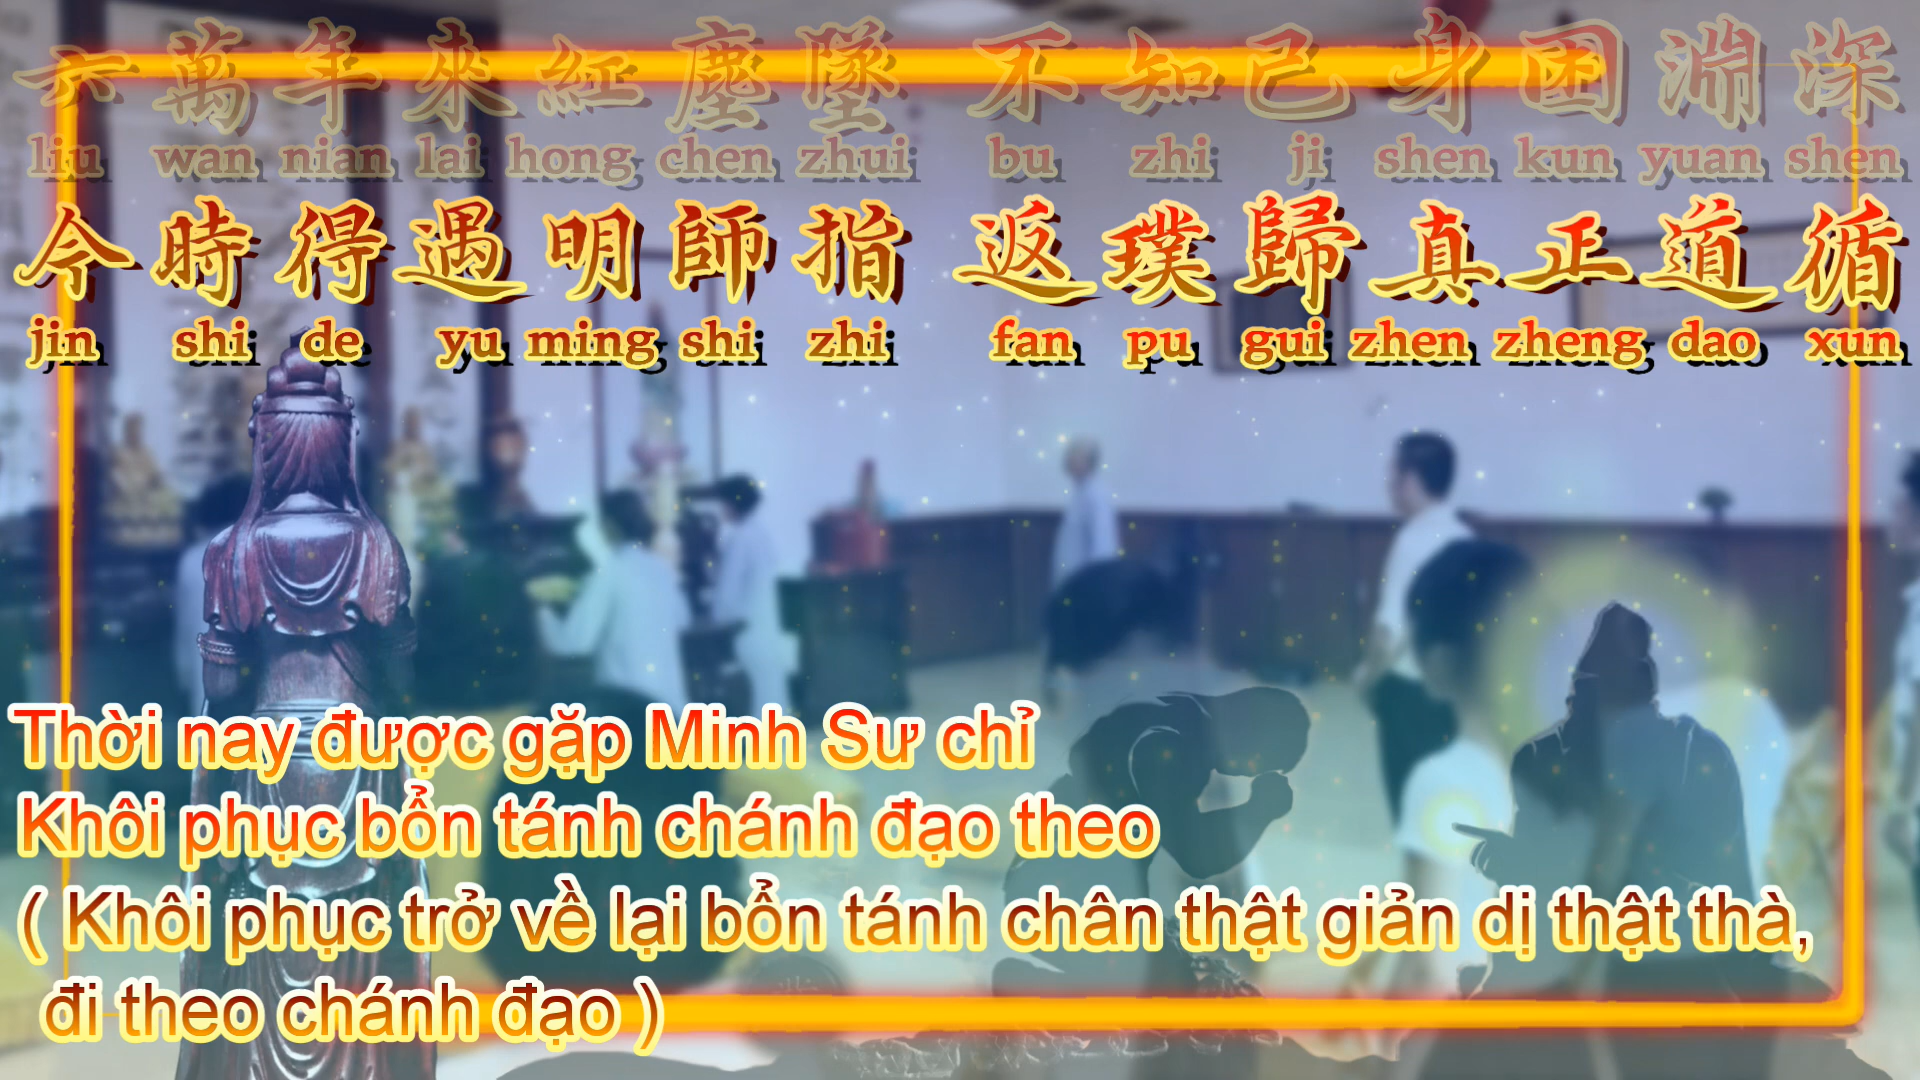 六萬年來紅塵墜 不知己身困淵深
liu wan nian lai hong chen zhui bu zhi ji shen kun yuan shen
今時得遇明師指 返璞歸真正道循
jin shi de yu ming shi zhi fan pu gui zhen zheng dao xun
Thời nay được gặp Minh Sư chỉ
Khôi phục bổn tánh chánh đạo theo
( Khôi phục trở về lại bổn tánh chân thật giản dị thật thà,
đi theo chánh đạo )